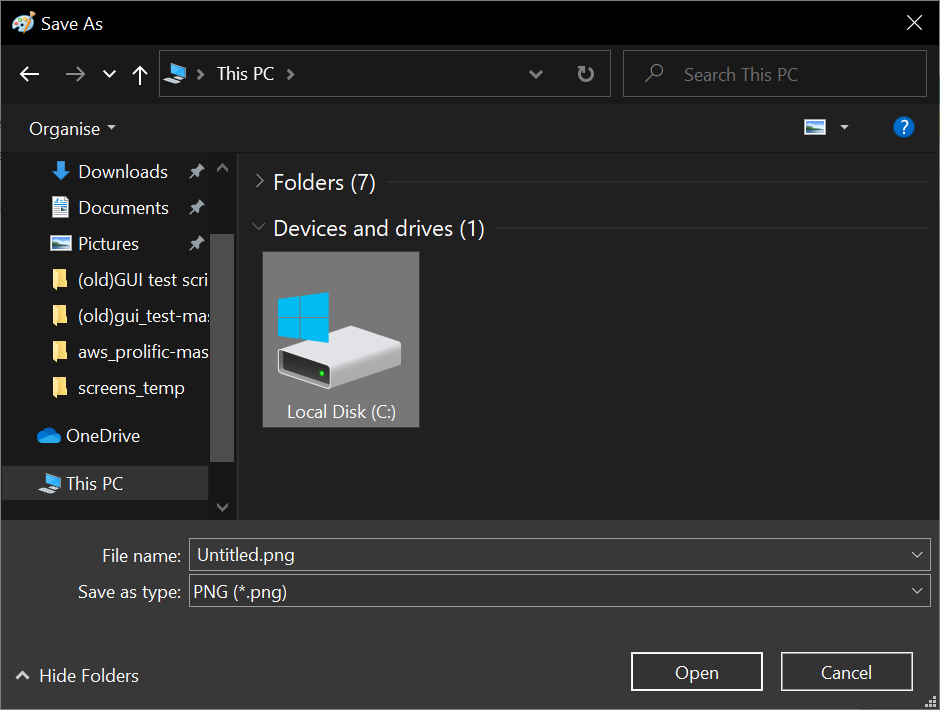 Save As
This PC
Search This PC
Organise
?
Downloads
Documents
Pictures
(old)GUI test scri
(old)gui_test-mas
aws_prolific-mas
screens_temp
OneDrive
This PC
Folders (7)
Devices and drives (1)
Local Disk (C:)
File name: Untitled.png
Save as type: PNG (*.png)
Hide Folders
Open
Cancel